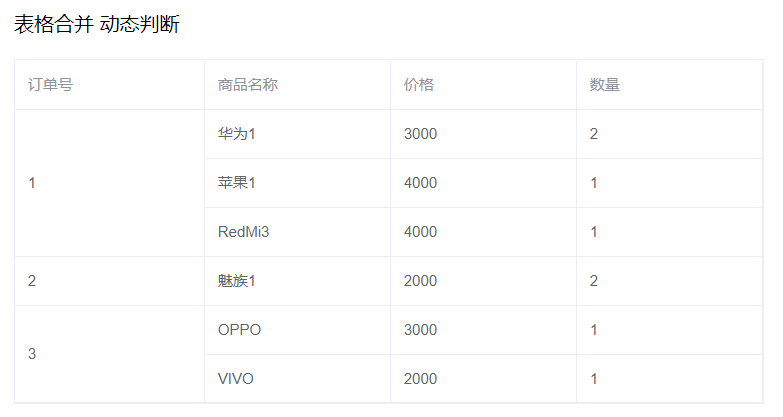 表格合并 动态判断
订单号 商品名称 价格 数量
华为1 3000 2
1 苹果1 4000 1
RedMi3 4000 1
2 魅族1 2000 2
OPPO 3000 1
3
VIVO 2000 1